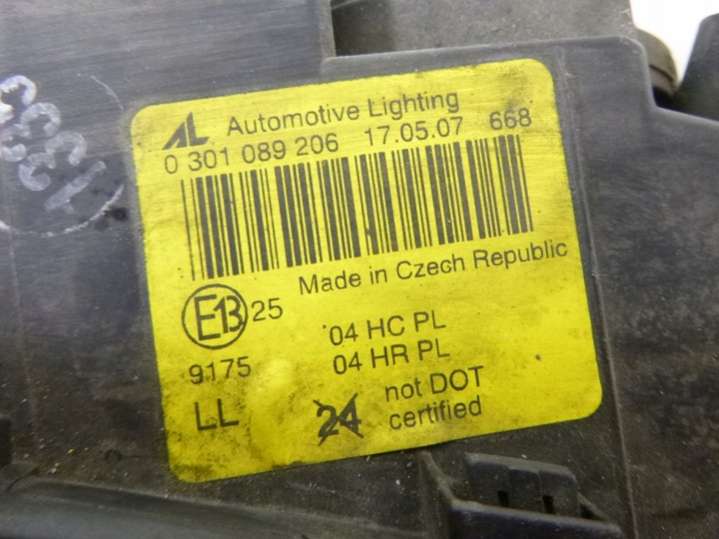 AL Automotive Lighting
0 301 089 206 17.05.07 668
Made in Czech Republic
E13 25
04 HC PL
9175 04 HR PL
LL 24 not DOT
certified